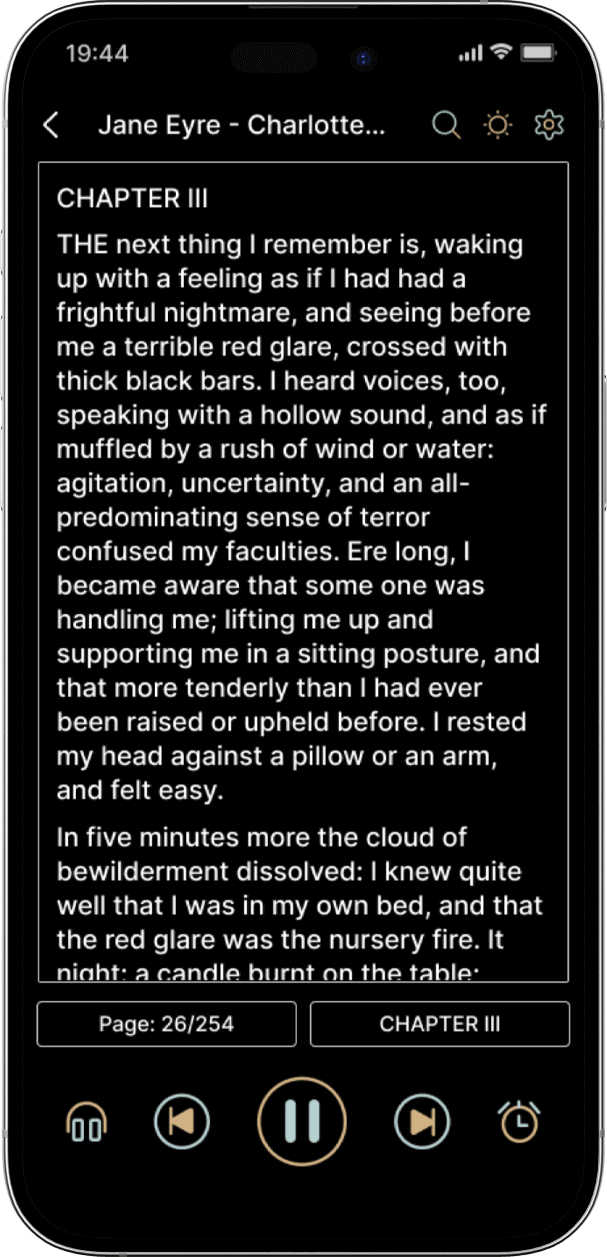 19:44
Jane Eyre - Charlotte...
CHAPTER III
THE next thing I remember is, waking
up with a feeling as if I had had a
frightful nightmare, and seeing before
me a terrible red glare, crossed with
thick black bars. I heard voices, too,
speaking with a hollow sound, and as if
muffled by a rush of wind or water:
agitation, uncertainty, and an all-
predominating sense of terror
confused my faculties. Ere long, I
became aware that some one was
handling me; lifting me up and
supporting me in a sitting posture, and
that more tenderly than I had ever
been raised or upheld before. I rested
my head against a pillow or an arm,
and felt easy.
In five minutes more the cloud of
bewilderment dissolved: I knew quite
well that I was in my own bed, and that
the red glare was the nursery fire. It
night: a candle burnt on the table;
Page: 26/254
CHAPTER III